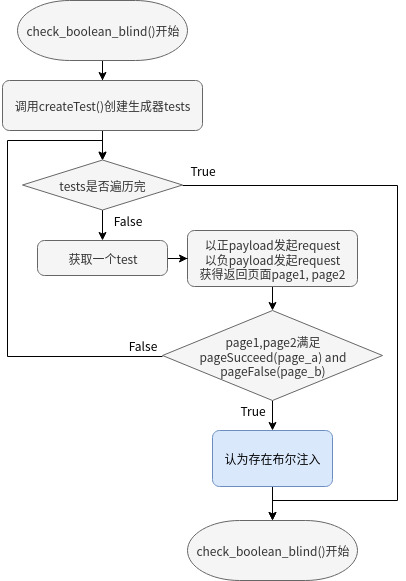 check_boolean_blind()开始
调用createTest()创建生成器tests
tests是否遍历完
True
False
获取一个test
以正payload发起request
以负payload发起request
获得返回页面page1, page2
False
page1,page2满足
pageSucceed(page_a) and
pageFalse(page_b)
True
认为存在布尔注入
check_boolean_blind()开始